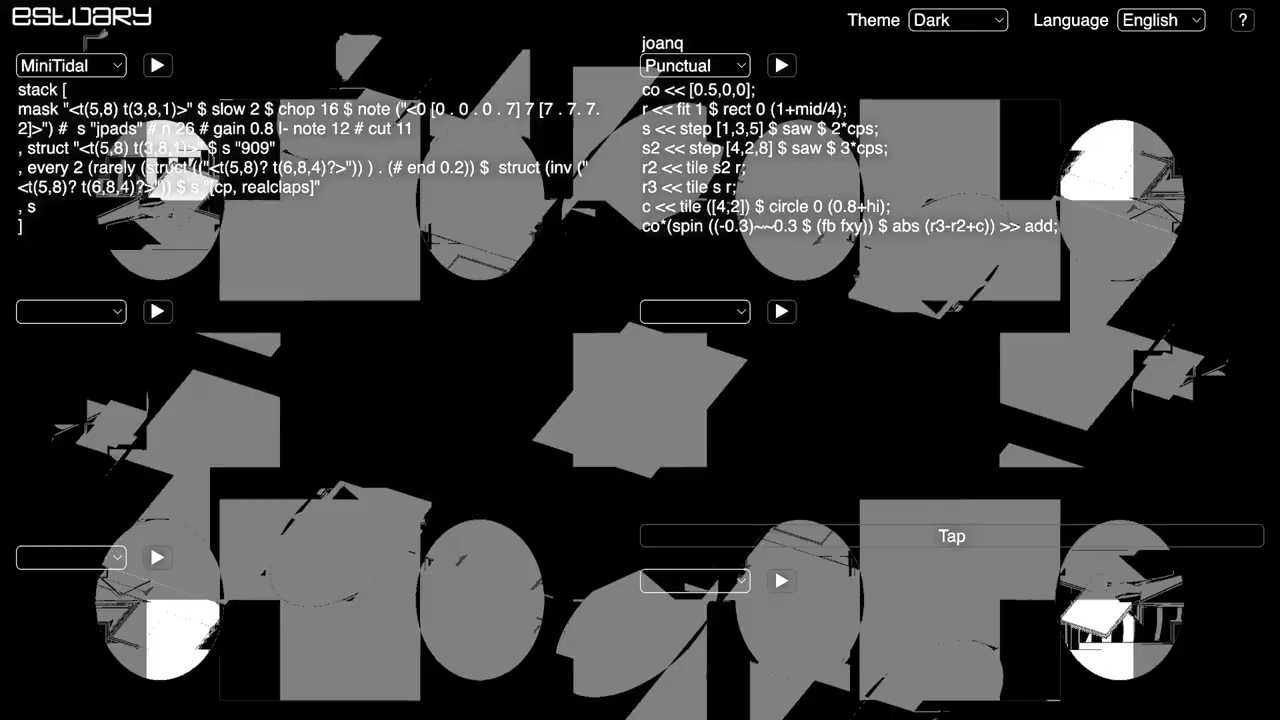 estuary
Theme Dark Language English ?
MiniTidal
stack [
mask "<t(5,8) t(3,8,1)>" $ slow 2 $ chop 16 $ note ("<0 [0 . 0 . 0 . 7] 7 [7 . 7 . 7.
2]>") # s "jpads" # n 26 # gain 0.8 |- note 12 # cut 11
, struct "<t(5,8) t(3,8,1)>" $ s "909"
, every 2 (rarely (struct (("<t(5,8)? t(6,8,4)?>")) ) . (# end 0.2)) $ struct (inv ("
<t(5,8)? t(6,8,4)?>")) $ s "[cp, realclaps]"
, s
]
joanq
Punctual
co << [0.5,0,0];
r << fit 1 $ rect 0 (1+mid/4);
s << step [1,3,5] $ saw $ 2*cps;
s2 << step [4,2,8] $ saw $ 3*cps;
r2 << tile s2 r;
r3 << tile s r;
c << tile ([4,2]) $ circle 0 (0.8+hi);
co*(spin ((-0.3)~~0.3 $ (fb fxy)) $ abs (r3-r2+c)) >> add;
Tap